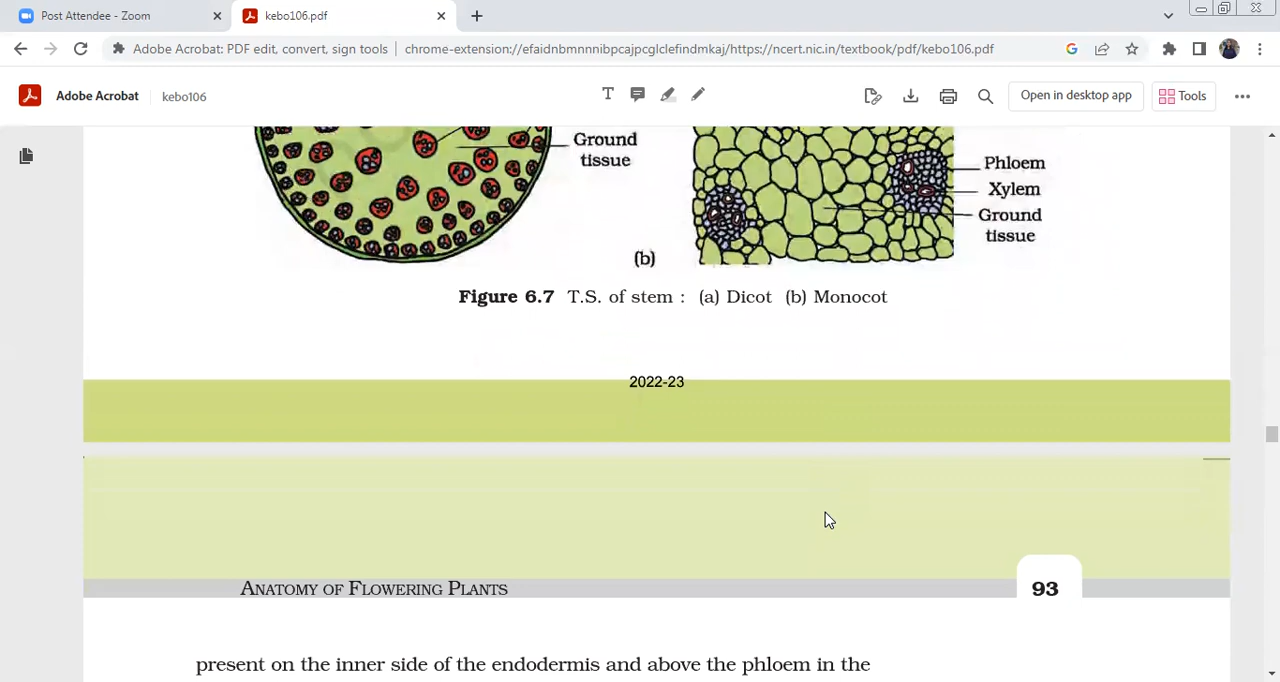 Post Attendee - Zoom
kebo106.pdf
Adobe Acrobat: PDF edit, convert, sign tools
chrome-extension://efaidnbmnnnibpcajpcglclefindmkaj/https://ncert.nic.in/textbook/pdf/kebo106.pdf
Adobe Acrobat
kebo106
Open in desktop app
Tools
Ground
tissue
Phloem
Xylem
Ground
tissue
(b)
Figure 6.7 T.S. of stem : (a) Dicot (b) Monocot
2022-23
ANATOMY OF FLOWERING PLANTS
93
present on the inner side of the endodermis and above the phloem in the